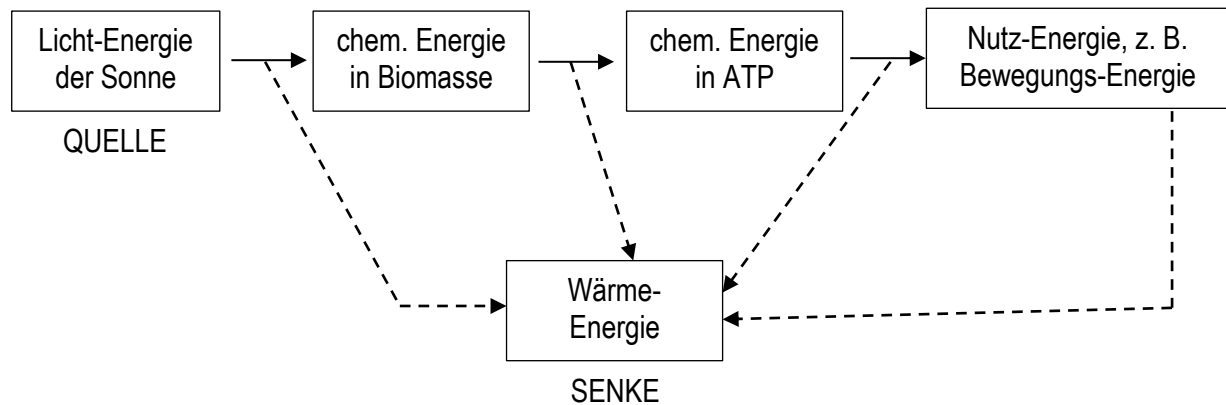 Licht-Energie
der Sonne
chem. Energie
in Biomasse
chem. Energie
in ATP
Nutz-Energie, z. B.
Bewegungs-Energie
QUELLE
Wärme-
Energie
SENKE